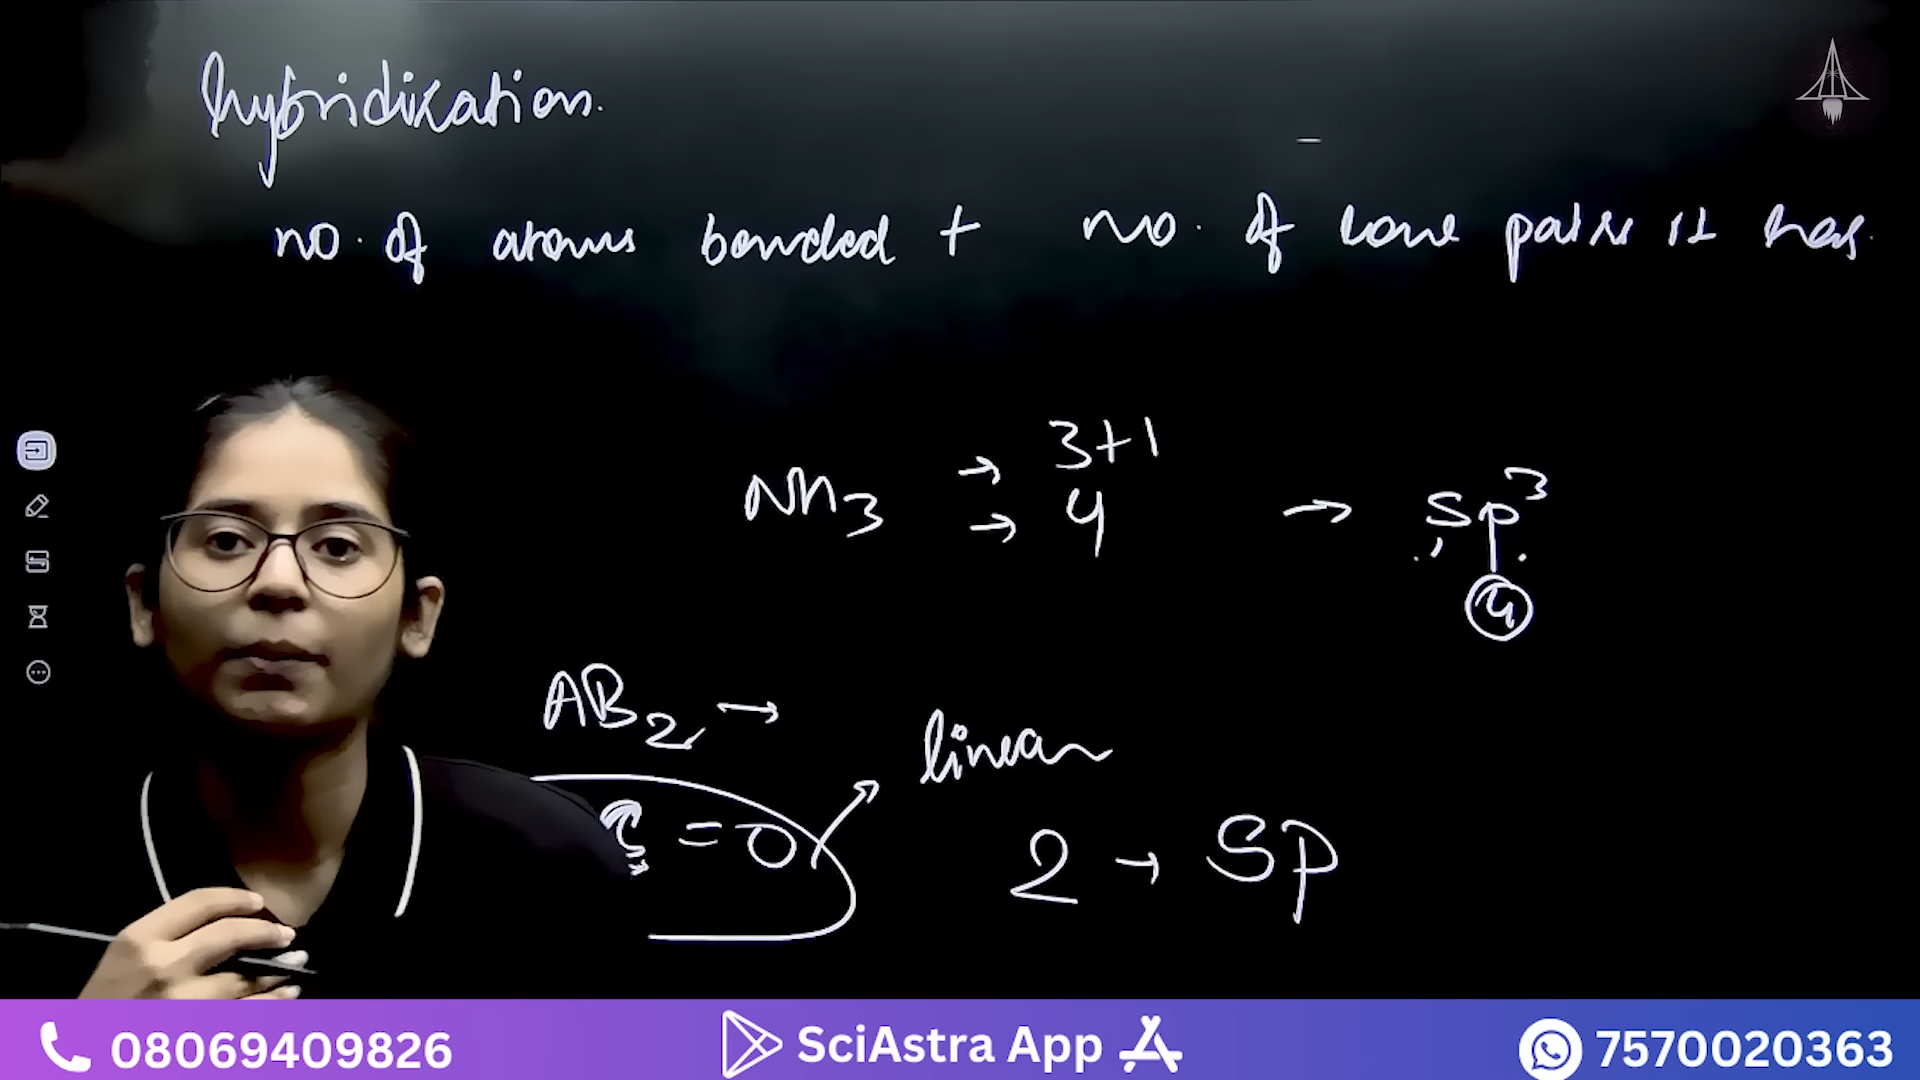 hybridization.
no. of atoms bonded + no. of lone pairs it has.
NH3 → 3+1
→ 4 → sp3
4
AB2 → linear
= 0
2 → sp
08069409826 SciAstra App 7570020363